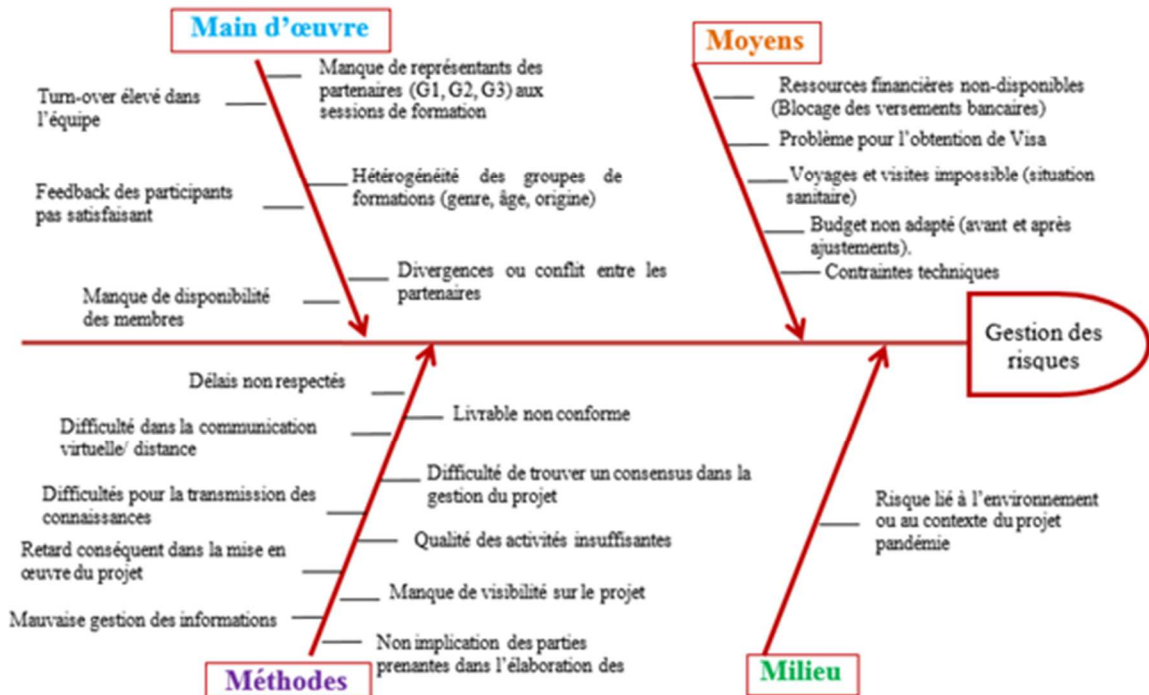 Main d'œuvre
Turn-over élevé dans
l'équipe
Manque de représentants des
partenaires (G1, G2, G3) aux
sessions de formation
Feedback des participants
pas satisfaisant
Hétérogénéité des groupes de
formations (genre, âge, origine)
Manque de disponibilité
des membres
Divergences ou conflit entre les
partenaires
Moyens
Ressources financières non-disponibles
(Blocage des versements bancaires)
Problème pour l'obtention de Visa
Voyages et visites impossible (situation
sanitaire)
Budget non adapté (avant et après
ajustements).
Contraintes techniques
Gestion des
risques
Délais non respectés
Livrable non conforme
Difficulté dans la communication
virtuelle/ distance
Difficulté de trouver un consensus dans la
gestion du projet
Difficultés pour la transmission des
connaissances
Qualité des activités insuffisantes
Retard conséquent dans la mise en
œuvre du projet
Manque de visibilité sur le projet
Mauvaise gestion des informations
Non implication des parties
prenantes dans l'élaboration des
Méthodes
Risque lié à l'environnement
ou au contexte du projet
pandémie
Milieu